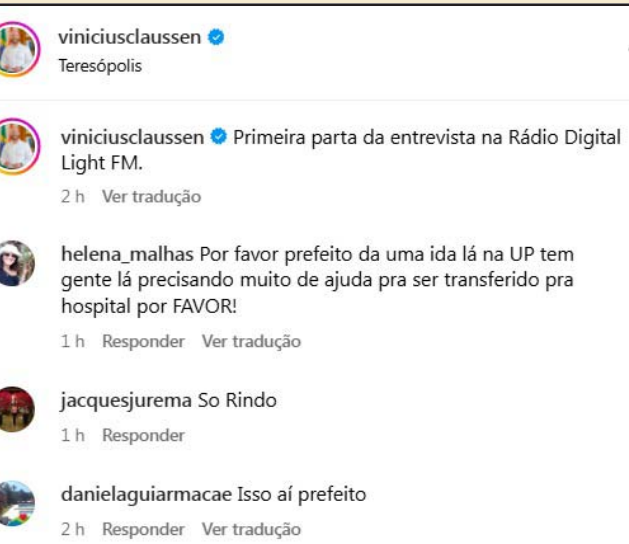 viniciusclaussen
Teresópolis
viniciusclaussen Primeira parta da entrevista na Rádio Digital
Light FM.
2 h Ver tradução
helena_malhas Por favor prefeito da uma ida lá na UP tem
gente lá precisando muito de ajuda pra ser transferido pra
hospital por FAVOR!
1 h Responder Ver tradução
jacquesjurema So Rindo
1 h Responder
danielaguiarmacae Isso aí prefeito
2 h Responder Ver tradução